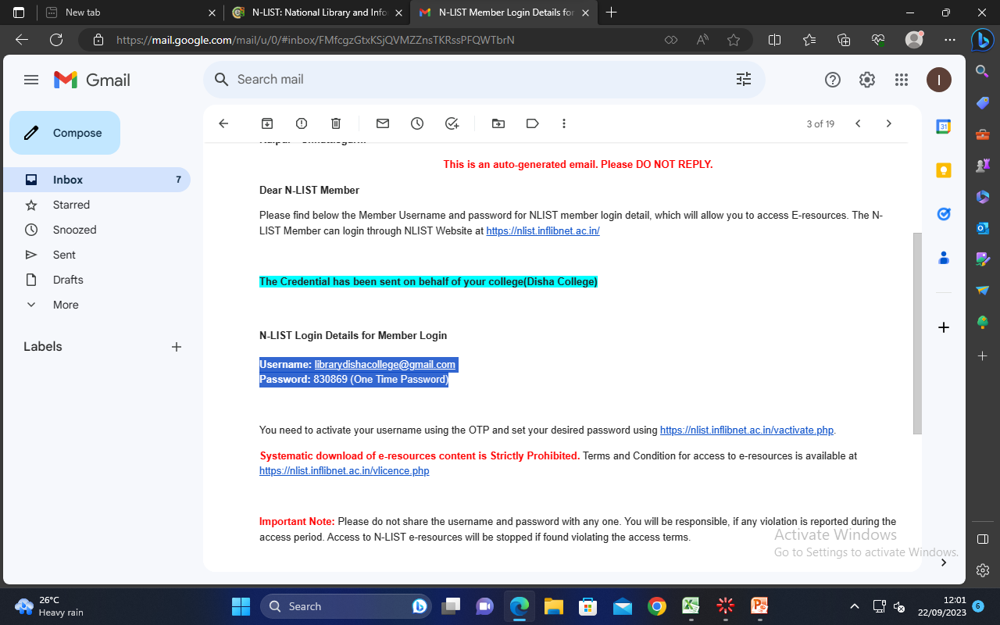 New tab
N-LIST: National Library and Infor
N-LIST Member Login Details for
https://mail.google.com/mail/u/0/#inbox/FMfcgzGtxKSjQVMZZnsTKRssPFQWTbrN
Gmail
Search mail
I
Compose
3 of 19
Inbox 7
Starred
Snoozed
Sent
Drafts
More
Labels
31
This is an auto-generated email. Please DO NOT REPLY.
Dear N-LIST Member
Please find below the Member Username and password for NLIST member login detail, which will allow you to access E-resources. The N-
LIST Member can login through NLIST Website at https://nlist.inflibnet.ac.in/
The Credential has been sent on behalf of your college(Disha College)
N-LIST Login Details for Member Login
Username: librarydishacollege@gmail.com
Password: 830869 (One Time Password)
You need to activate your username using the OTP and set your desired password using https://nlist.inflibnet.ac.in/vactivate.php.
Systematic download of e-resources content is Strictly Prohibited. Terms and Condition for access to e-resources is available at
https://nlist.inflibnet.ac.in/vlicence.php
Important Note: Please do not share the username and password with any one. You will be responsible, if any violation is reported during the
access period. Access to N-LIST e-resources will be stopped if found violating the access terms.
Activate Windows
Go to Settings to activate Windows.
26°C
Heavy rain
Search
12:01
22/09/2023
6